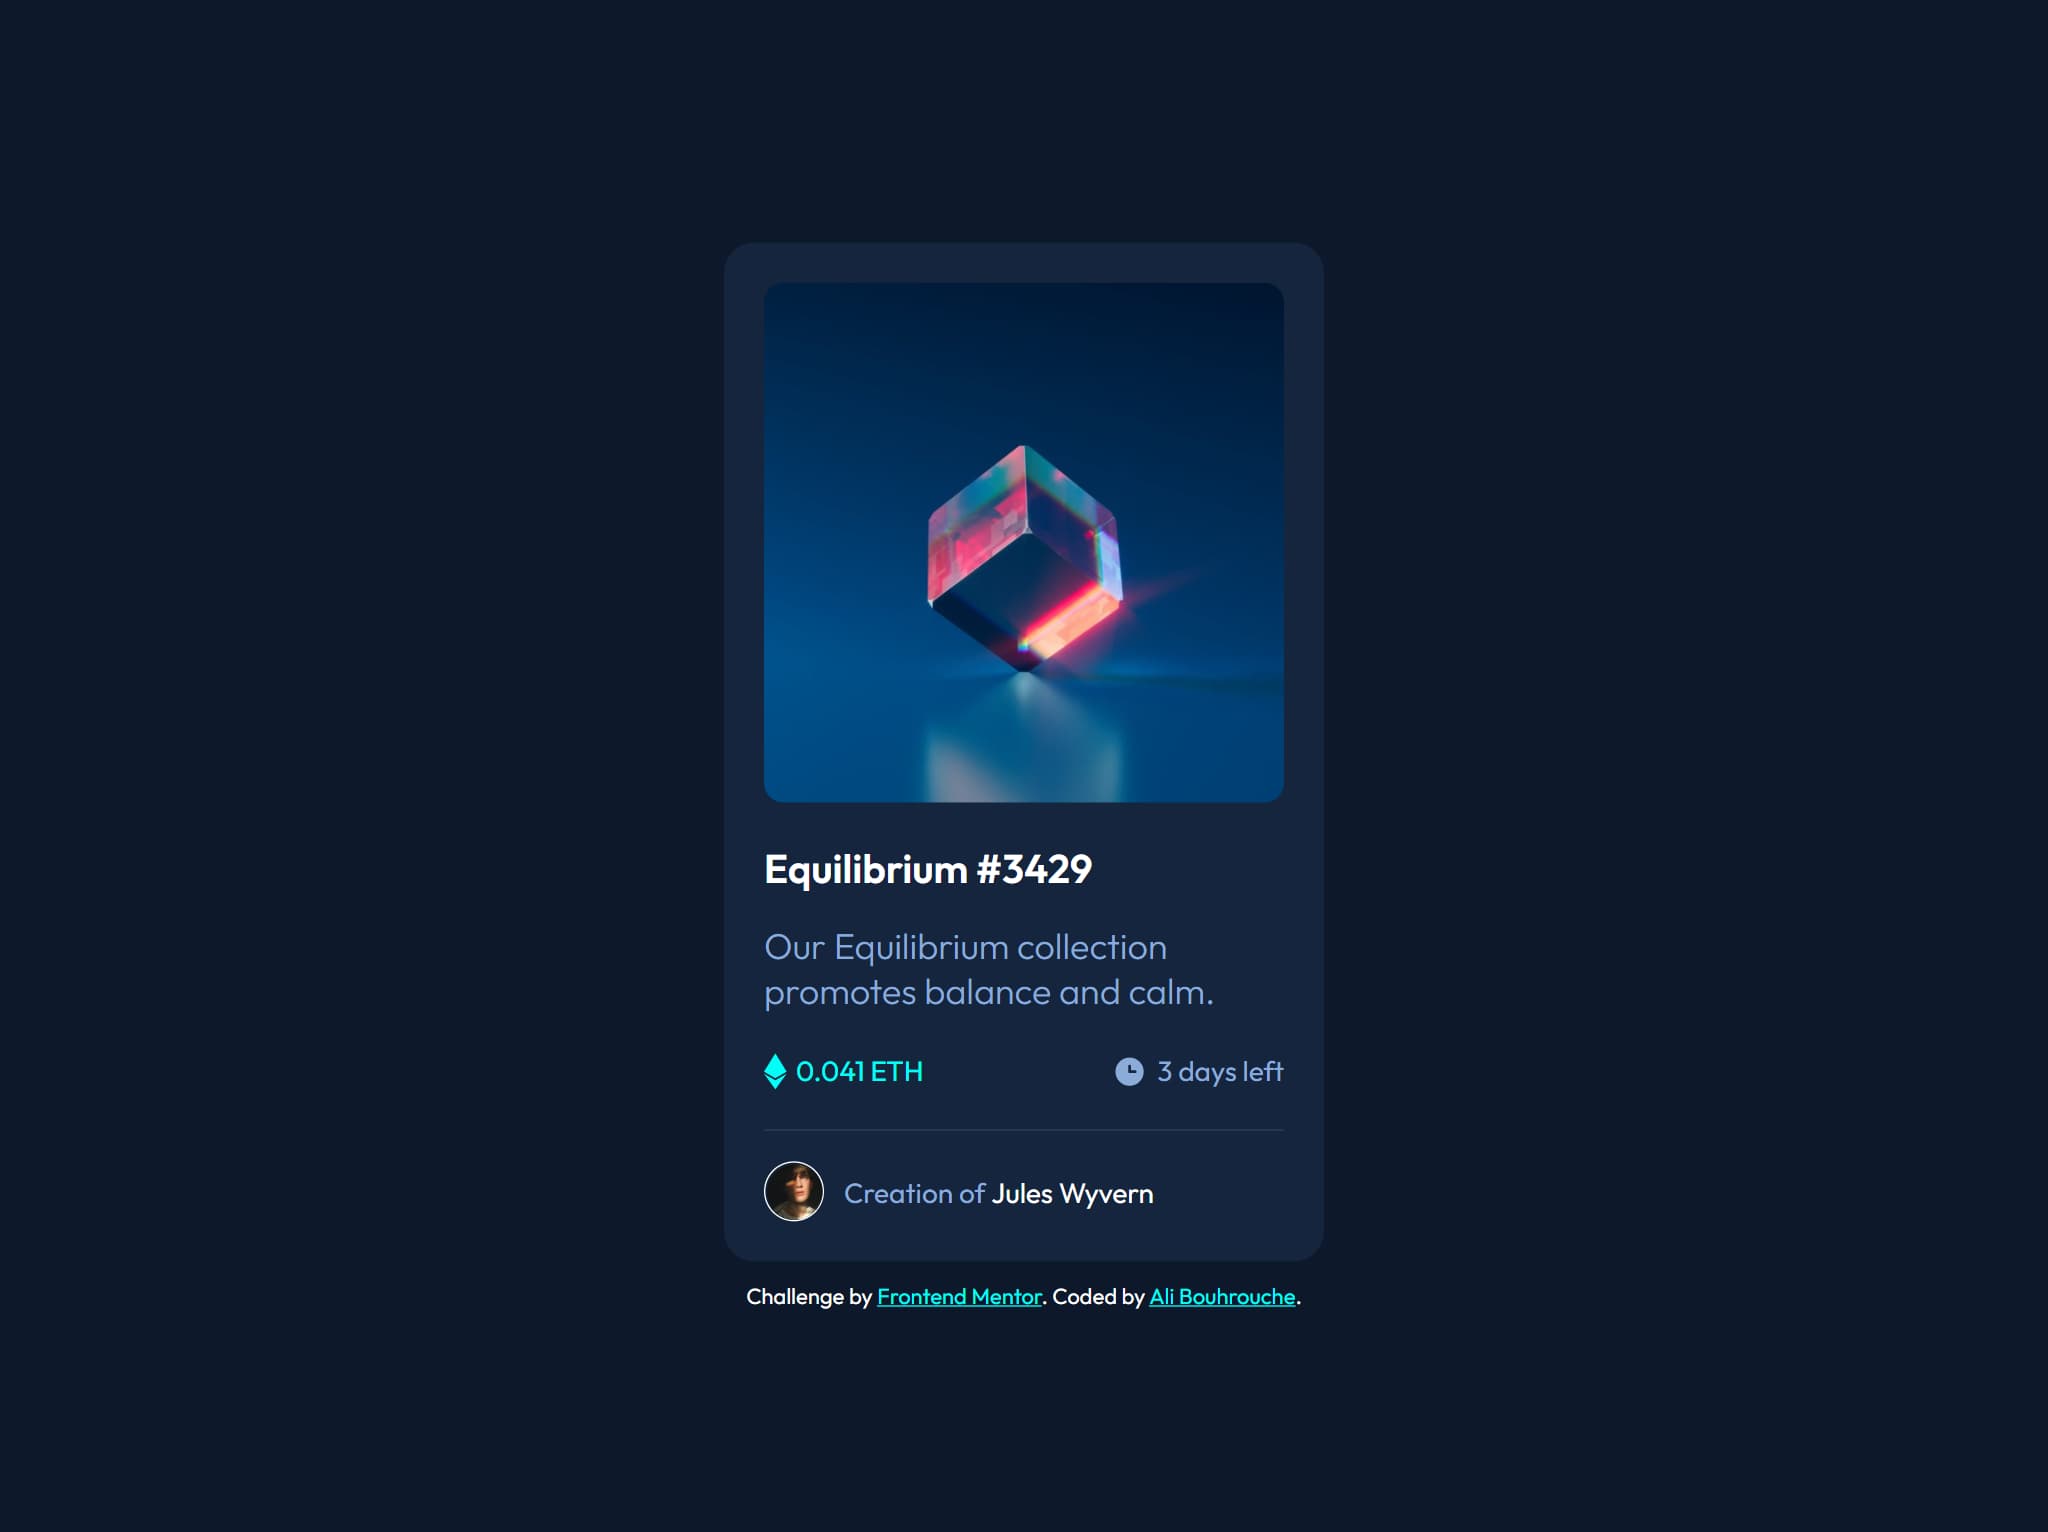 Equilibrium #3429
Our Equilibrium collection
promotes balance and calm.
0.041 ETH
3 days left
Creation of Jules Wyvern
Challenge by Frontend Mentor. Coded by Ali Bouhrouche.